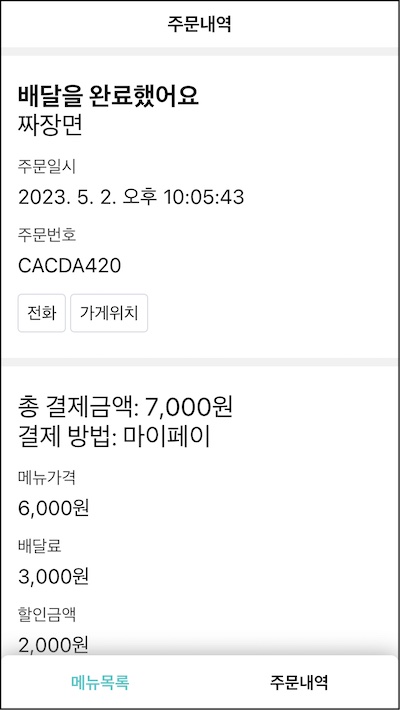 주문내역
배달을 완료했어요
짜장면
주문일시
2023. 5. 2. 오후 10:05:43
주문번호
CACDA420
전화 가게위치
총 결제금액: 7,000원
결제 방법: 마이페이
메뉴가격
6,000원
배달료
3,000원
할인금액
2,000원
메뉴목록 주문내역